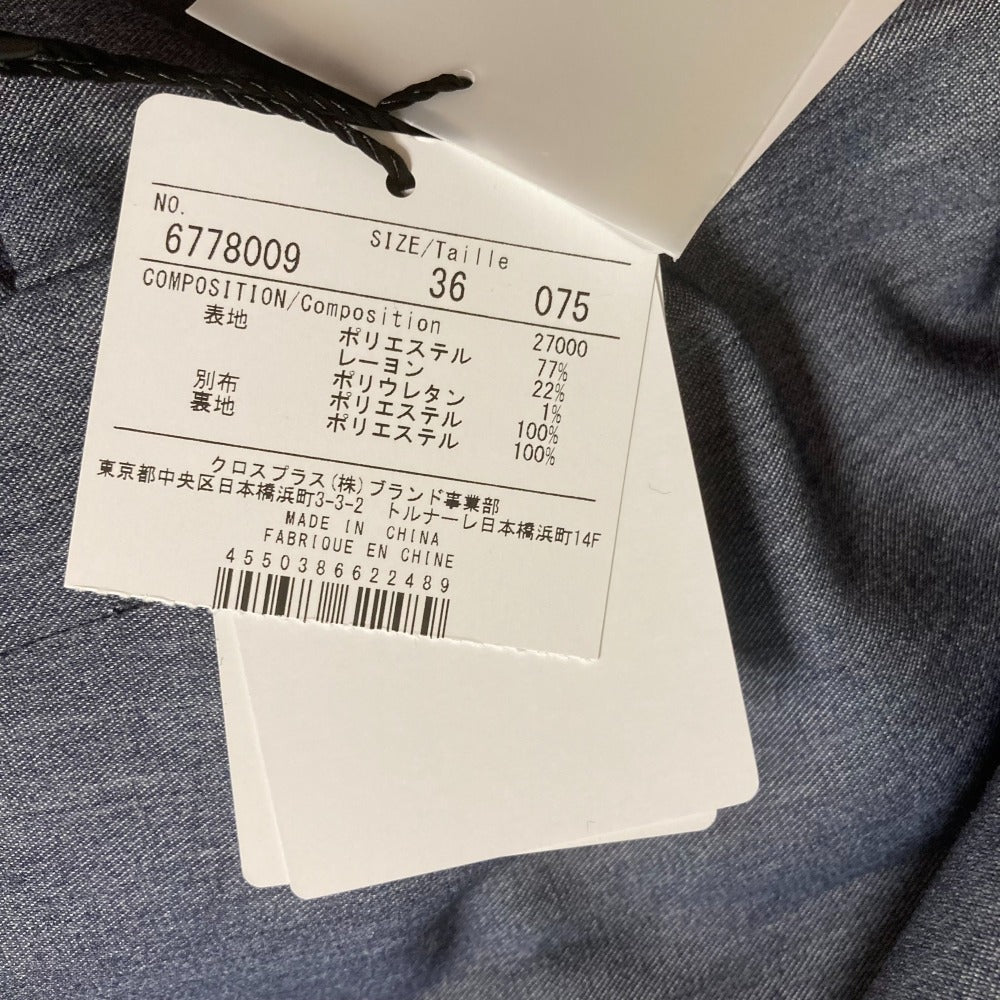 NO.
SIZE/Taille
6778009 36 075
COMPOSITION/Composition 27000
表地 ポリエステル 77%
レーヨン 22%
ポリウレタン 1%
別布 ポリエステル 100%
裏地 ポリエステル 100%
クロスプラス(株)ブランド事業部
東京都中央区日本橋浜町3-3-2 トルナーレ日本橋浜町14F
MADE IN CHINA
FABRIQUE EN CHINE
4550386622489